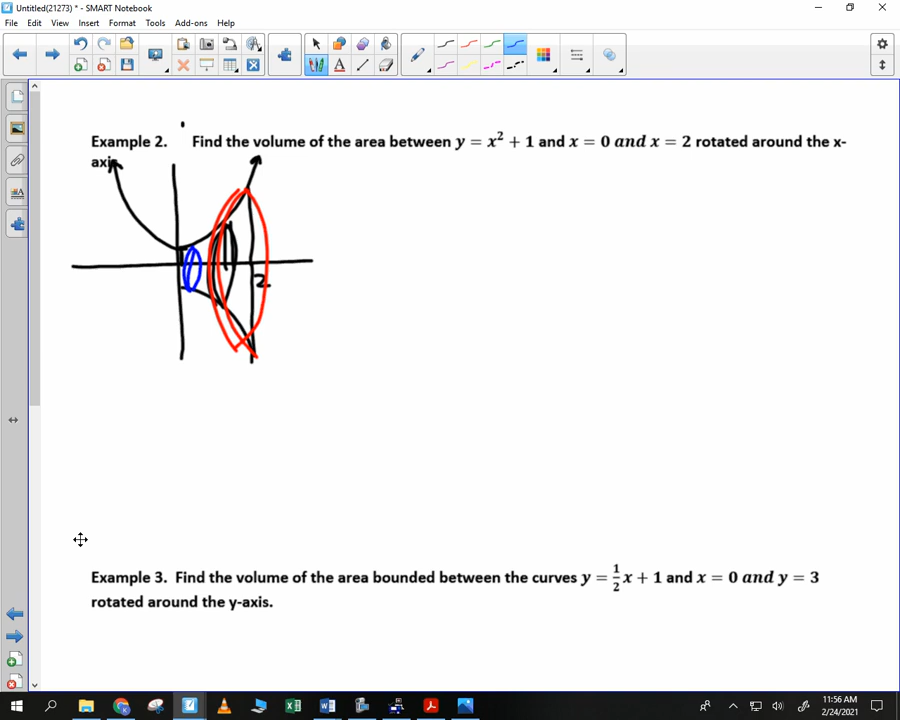 Untitled(21273) * - SMART Notebook
File Edit View Insert Format Tools Add-ons Help
Example 2. Find the volume of the area between y = x² + 1 and x = 0 and x = 2 rotated around the x-
axis
2
Example 3. Find the volume of the area bounded between the curves y = 1/2 x + 1 and x = 0 and y = 3
rotated around the y-axis.
11:56 AM
2/24/2021